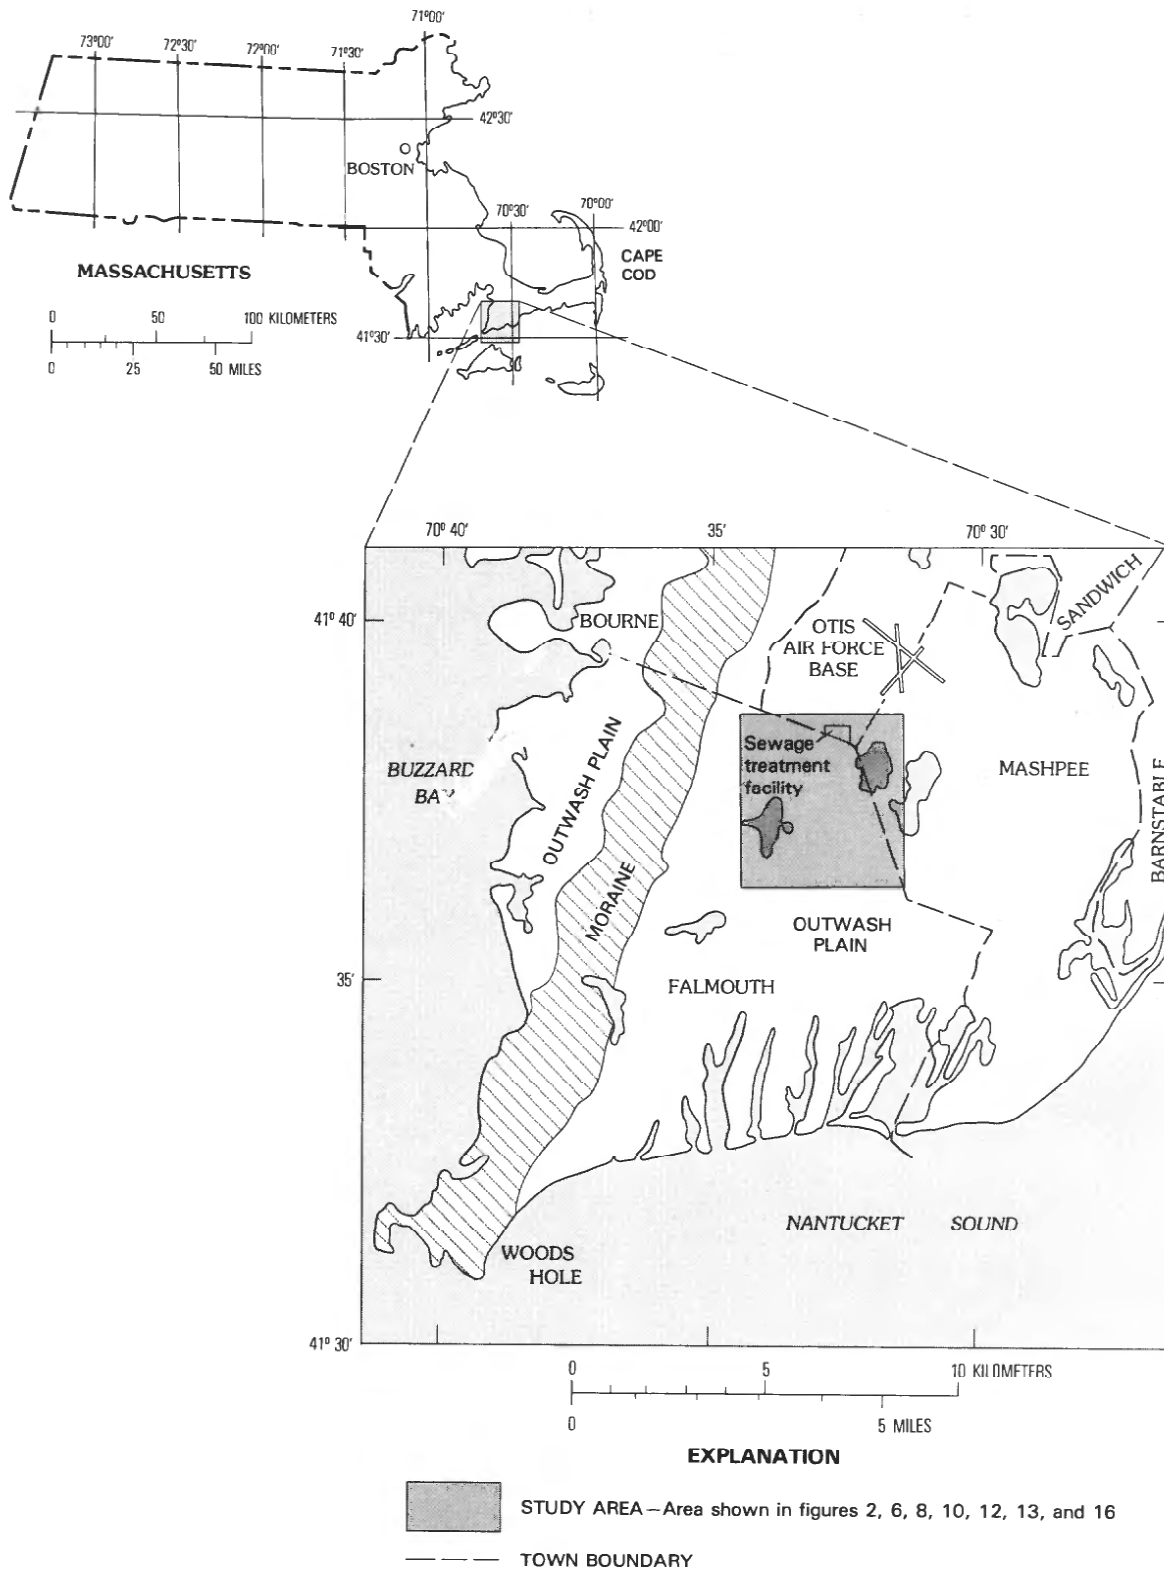 71°00'
73°00' 72°30' 72°00' 71°30'
42°30'
BOSTON
70°30' 70°00'
42°00'
CAPE
COD
MASSACHUSETTS
0 50 100 KILOMETERS
41°30'
0 25 50 MILES
70° 40' 35' 70° 30'
SANDWICH
41° 40'
BOURNE
OTIS
AIR FORCE
BASE
Sewage
treatment
facility
BUZZARD
BAY
MASHPEE
OUTWASH PLAIN
BARNSTABLE
MORAINE
OUTWASH
PLAIN
35'
FALMOUTH
NANTUCKET SOUND
WOODS
HOLE
41° 30'
0 5 10 KILOMETERS
0 5 MILES
EXPLANATION
STUDY AREA—Area shown in figures 2, 6, 8, 10, 12, 13, and 16
TOWN BOUNDARY